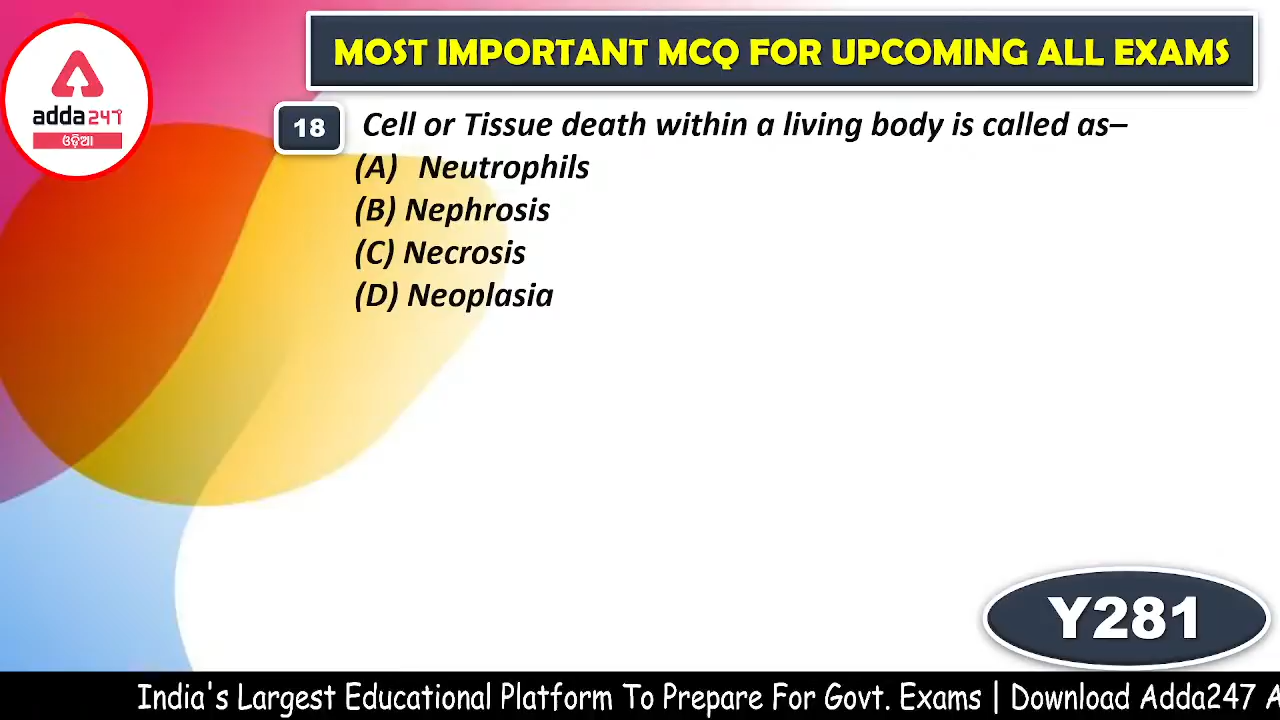 MOST IMPORTANT MCQ FOR UPCOMING ALL EXAMS
adda247
ଓଡ଼ିଆ
18 Cell or Tissue death within a living body is called as–
(A) Neutrophils
(B) Nephrosis
(C) Necrosis
(D) Neoplasia
Y281
India's Largest Educational Platform To Prepare For Govt. Exams | Download Adda247 A